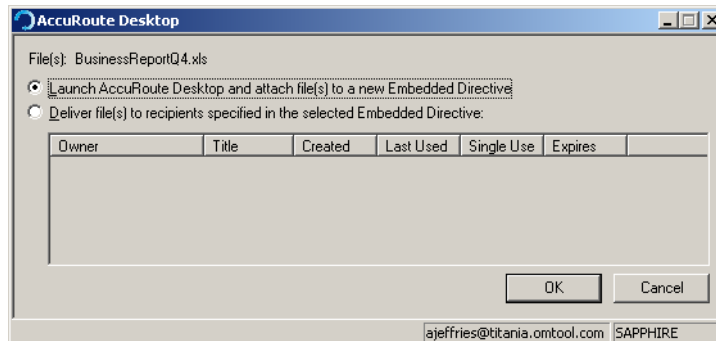 AccuRoute Desktop
File(s): BusinessReportQ4.xls
Launch AccuRoute Desktop and attach file(s) to a new Embedded Directive
Deliver file(s) to recipients specified in the selected Embedded Directive:
Owner Title Created Last Used Single Use Expires
OK Cancel
ajeffries@titania.omtool.com SAPPHIRE